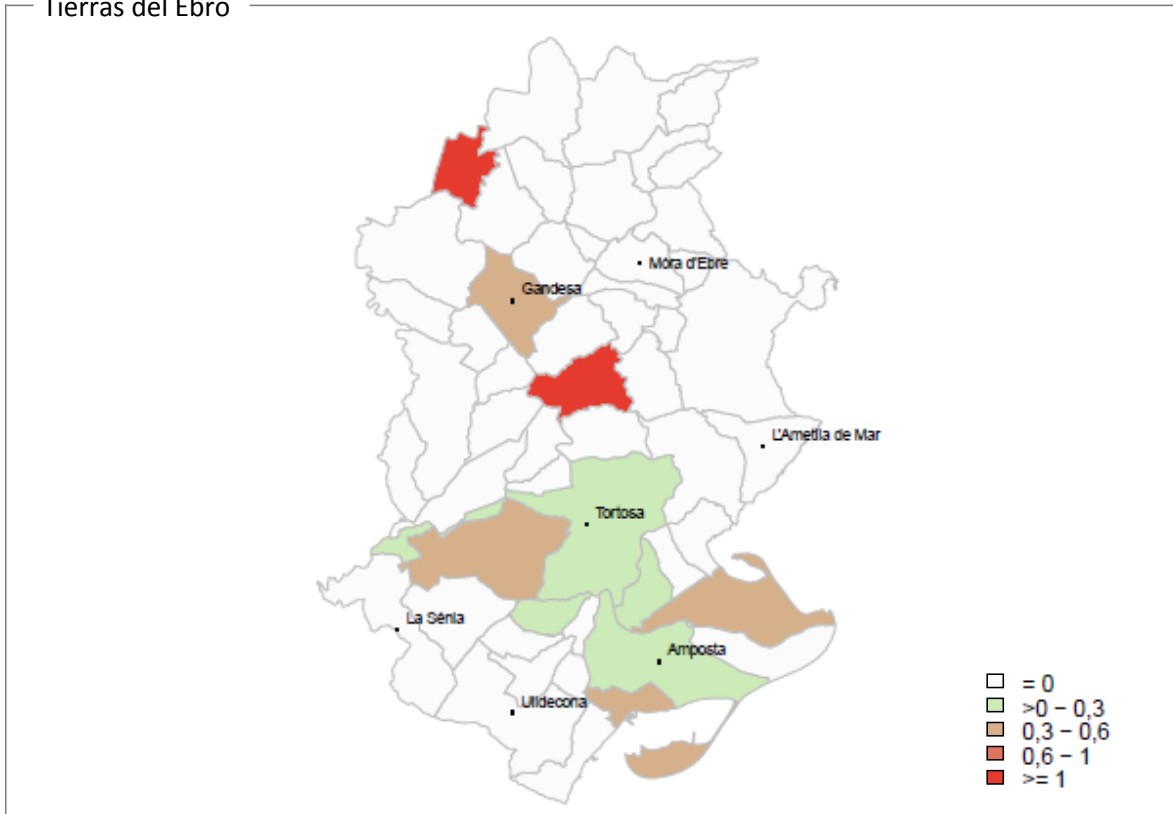 Tierras del Ebro
Móra d'Ebre
Gandesa
L'Ametlla de Mar
Tortosa
La Sénia
Amposta
Ulldecona
= 0
>0 – 0,3
0,3 – 0,6
0,6 – 1
>= 1